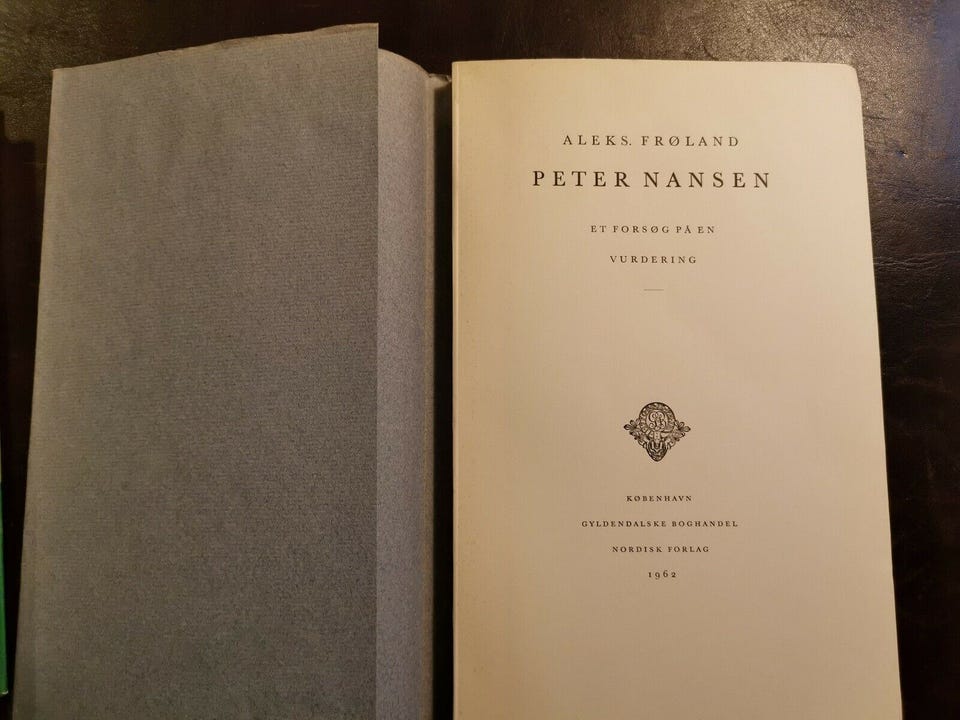 ALEKS. FRØLAND
PETER NANSEN
ET FORSØG PÅ EN
VURDERING
KØBENHAVN
GYLDENDALSKE BOGHANDEL
NORDISK FORLAG
1962